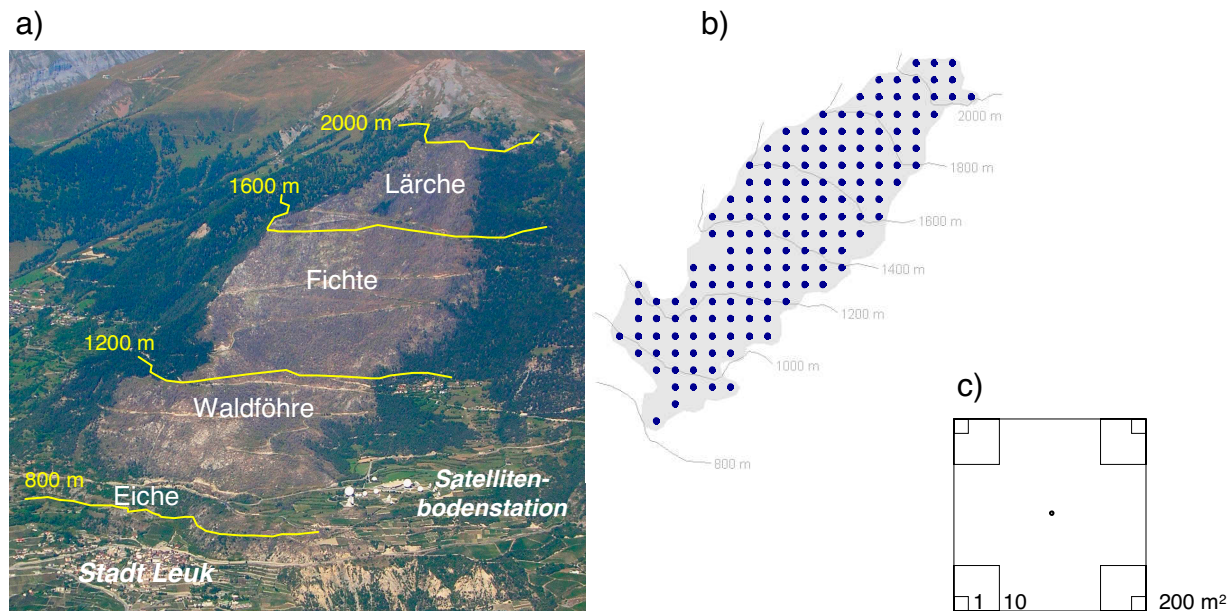 a)
2000 m
1600 m
Lärche
Fichte
1200 m
Waldföhre
800 m
Eiche
Satelliten-
bodenstation
Stadt Leuk
b)
2000 m
1800 m
1600 m
1400 m
1200 m
1000 m
800 m
c)
1 10 200 m²